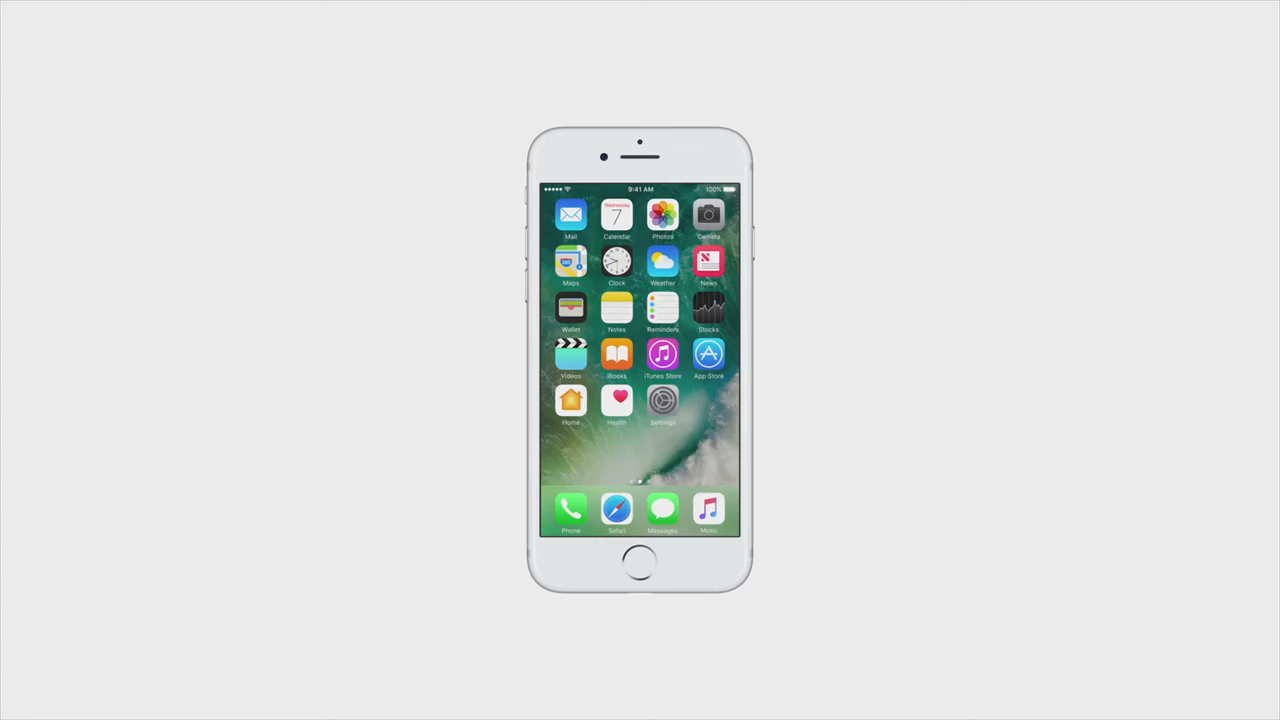 9:41 AM 100%
Wednesday
7
Mail Calendar Photos Camera
280
Maps Clock Weather News
Wallet Notes Reminders Stocks
Videos iBooks iTunes Store App Store
Home Health Settings
Phone Safari Messages Music